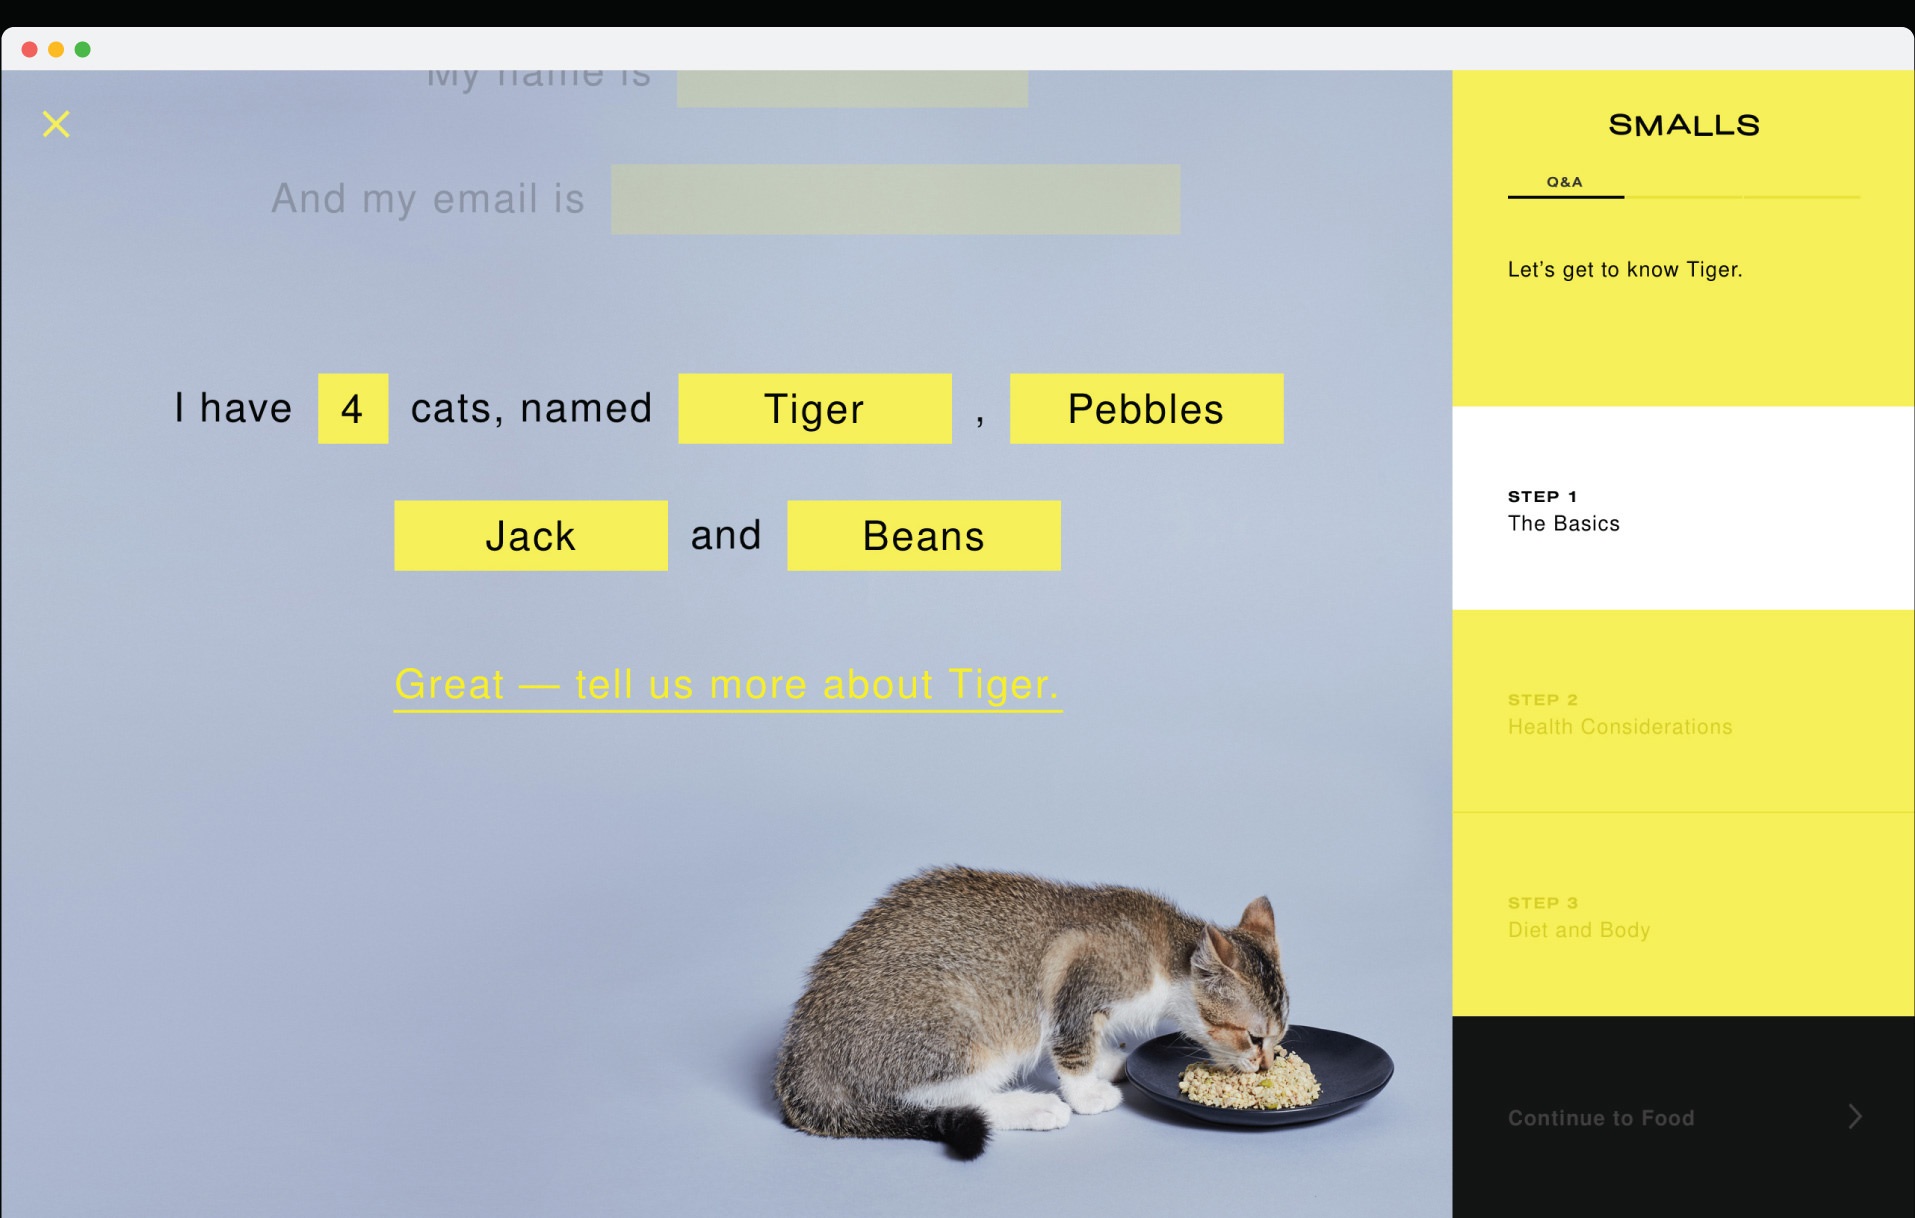 My name is
And my email is
I have 4 cats, named Tiger , Pebbles
Jack and Beans
Great — tell us more about Tiger.
SMALLS
Q&A
Let’s get to know Tiger.
STEP 1
The Basics
STEP 2
Health Considerations
STEP 3
Diet and Body
Continue to Food